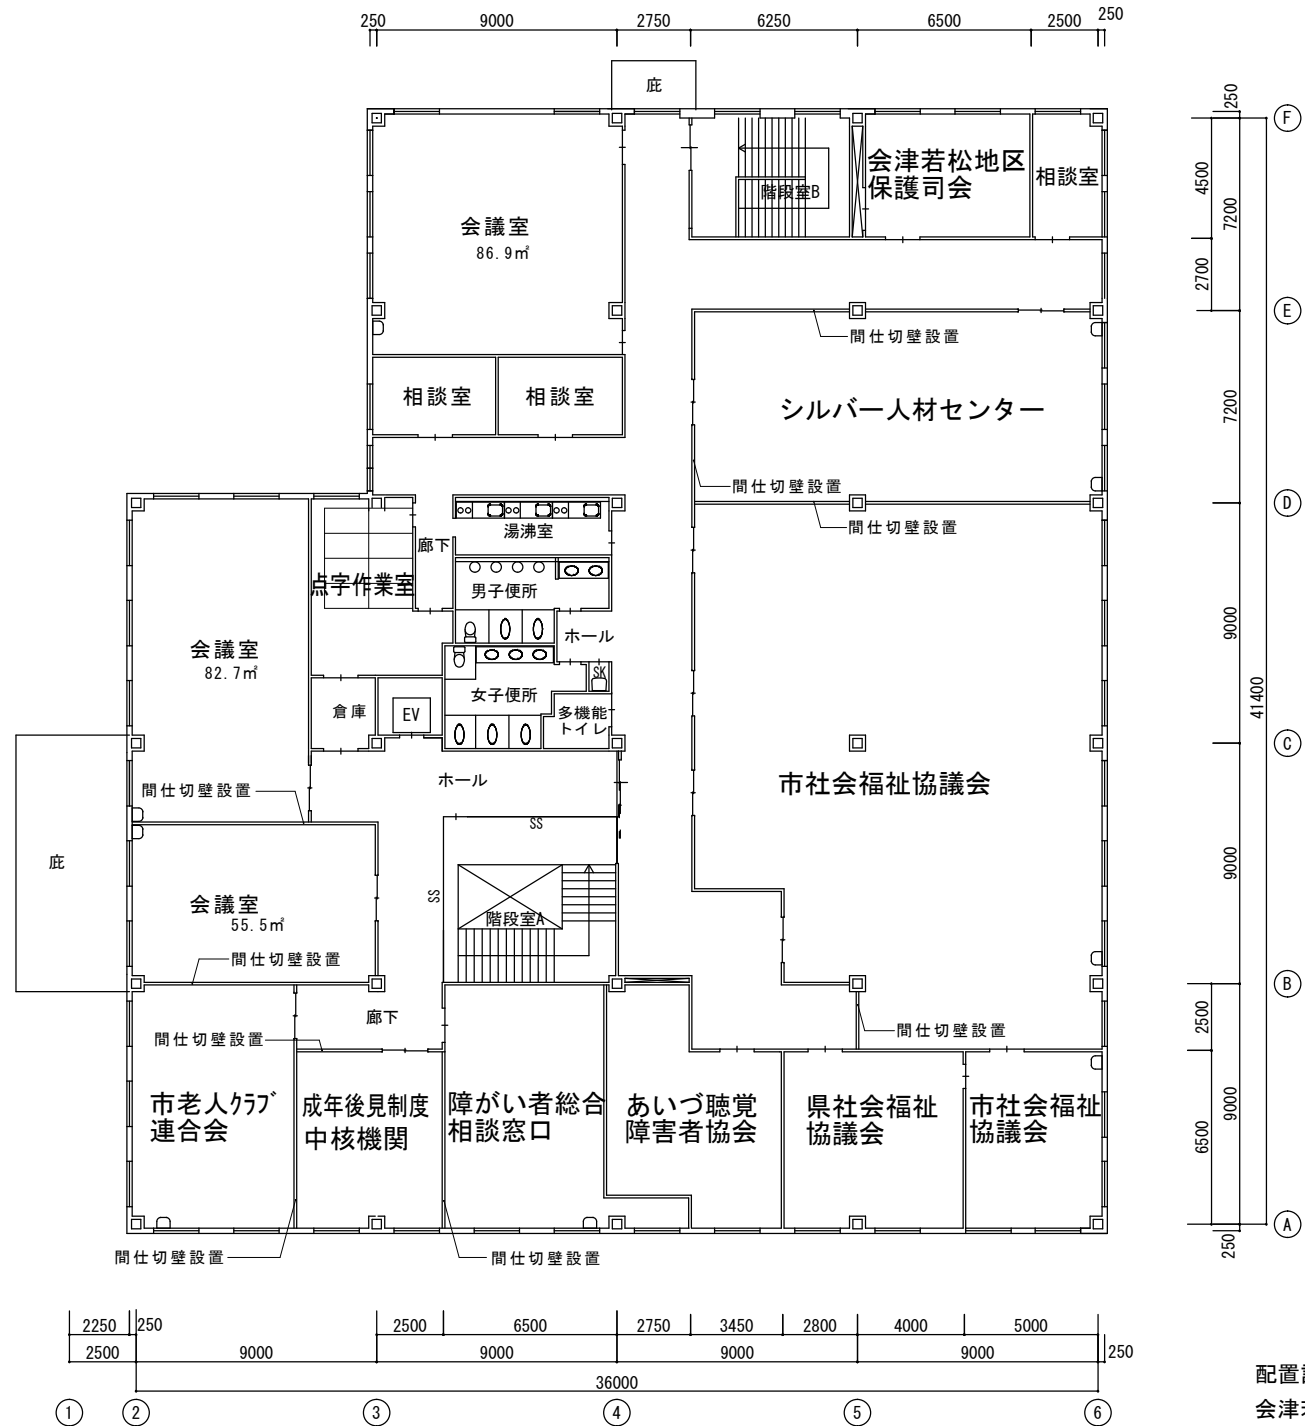 250 9000 2750 6250 6500 2500 250
庇
会議室
86.9㎡
階段室B
会津若松地区
保護司会
相談室
250
4500
7200
2700
F
E
間仕切壁設置
相談室
相談室
シルバー人材センター
7200
間仕切壁設置
間仕切壁設置
D
湯沸室
廊下
点字作業室
男子便所
ホール
会議室
82.7㎡
SK
女子便所
倉庫
EV
多機能
トイレ
9000
41400
C
ホール
市社会福祉協議会
間仕切壁設置
SS
庇
SS
階段室A
会議室
55.5㎡
9000
間仕切壁設置
B
廊下
間仕切壁設置
間仕切壁設置
2500
市老人ｸﾗﾌﾞ
連合会
成年後見制度
中核機関
障がい者総合
相談窓口
あいづ聴覚
障害者協会
県社会福祉
協議会
市社会福祉
協議会
9000
6500
A
250
間仕切壁設置
間仕切壁設置
2250 250 2500 6500 2750 3450 2800 4000 5000
2500 9000 9000 9000 9000 250
36000
1 2 3 4 5 6
配置
会津